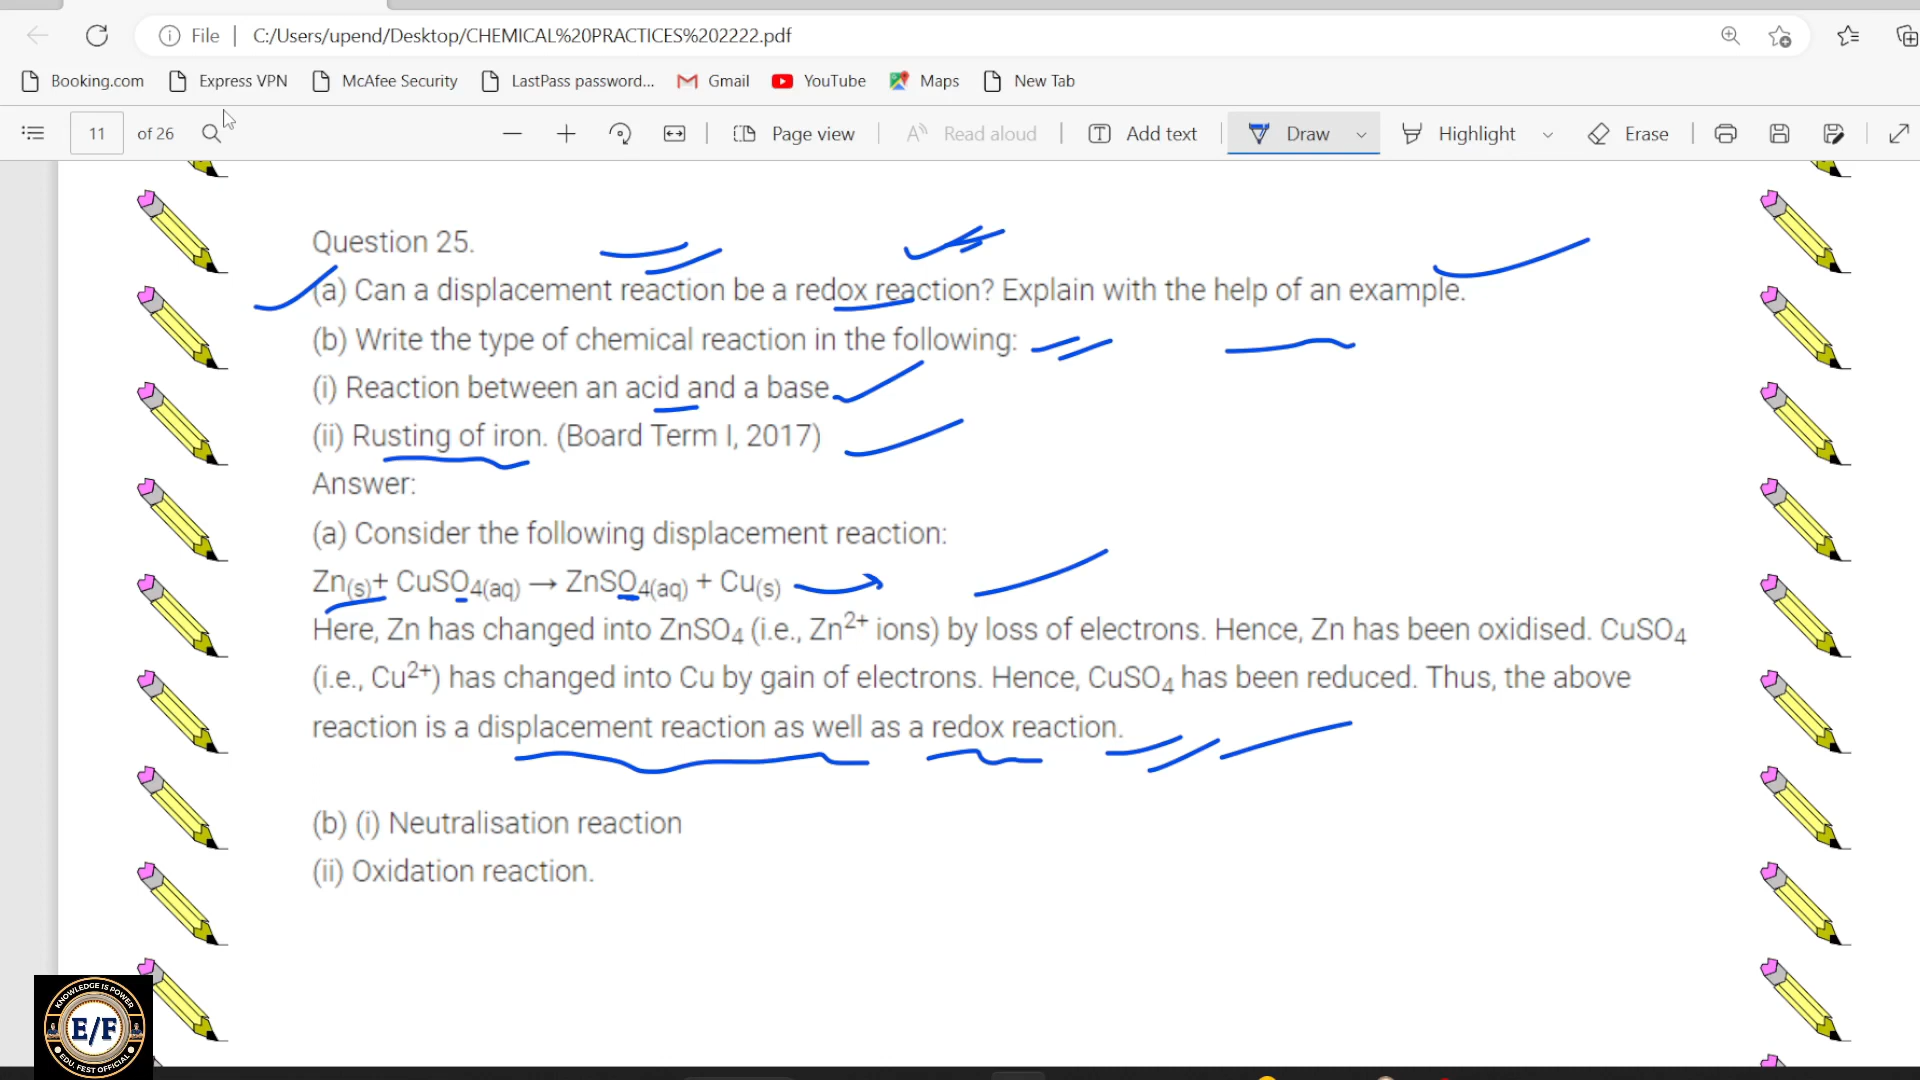 File
C:/Users/upend/Desktop/CHEMICAL%20PRACTICES%202222.pdf
Booking.com Express VPN McAfee Security LastPass password... Gmail YouTube Maps New Tab
11 of 26 Page view Read aloud Add text Draw Highlight Erase
Question 25.
(a) Can a displacement reaction be a redox reaction? Explain with the help of an example.
(b) Write the type of chemical reaction in the following:
(i) Reaction between an acid and a base
(ii) Rusting of iron. (Board Term I, 2017)
Answer:
(a) Consider the following displacement reaction:
Zn(s)+ CuSO4(aq) → ZnSO4(aq) + Cu(s)
Here, Zn has changed into ZnSO4 (i.e., Zn2+ ions) by loss of electrons. Hence, Zn has been oxidised. CuSO4
(i.e., Cu2+) has changed into Cu by gain of electrons. Hence, CuSO4 has been reduced. Thus, the above
reaction is a displacement reaction as well as a redox reaction.
(b) (i) Neutralisation reaction
(ii) Oxidation reaction.
KNOWLEDGE IS POWER
E/F
EDU. FEST OFFICIAL